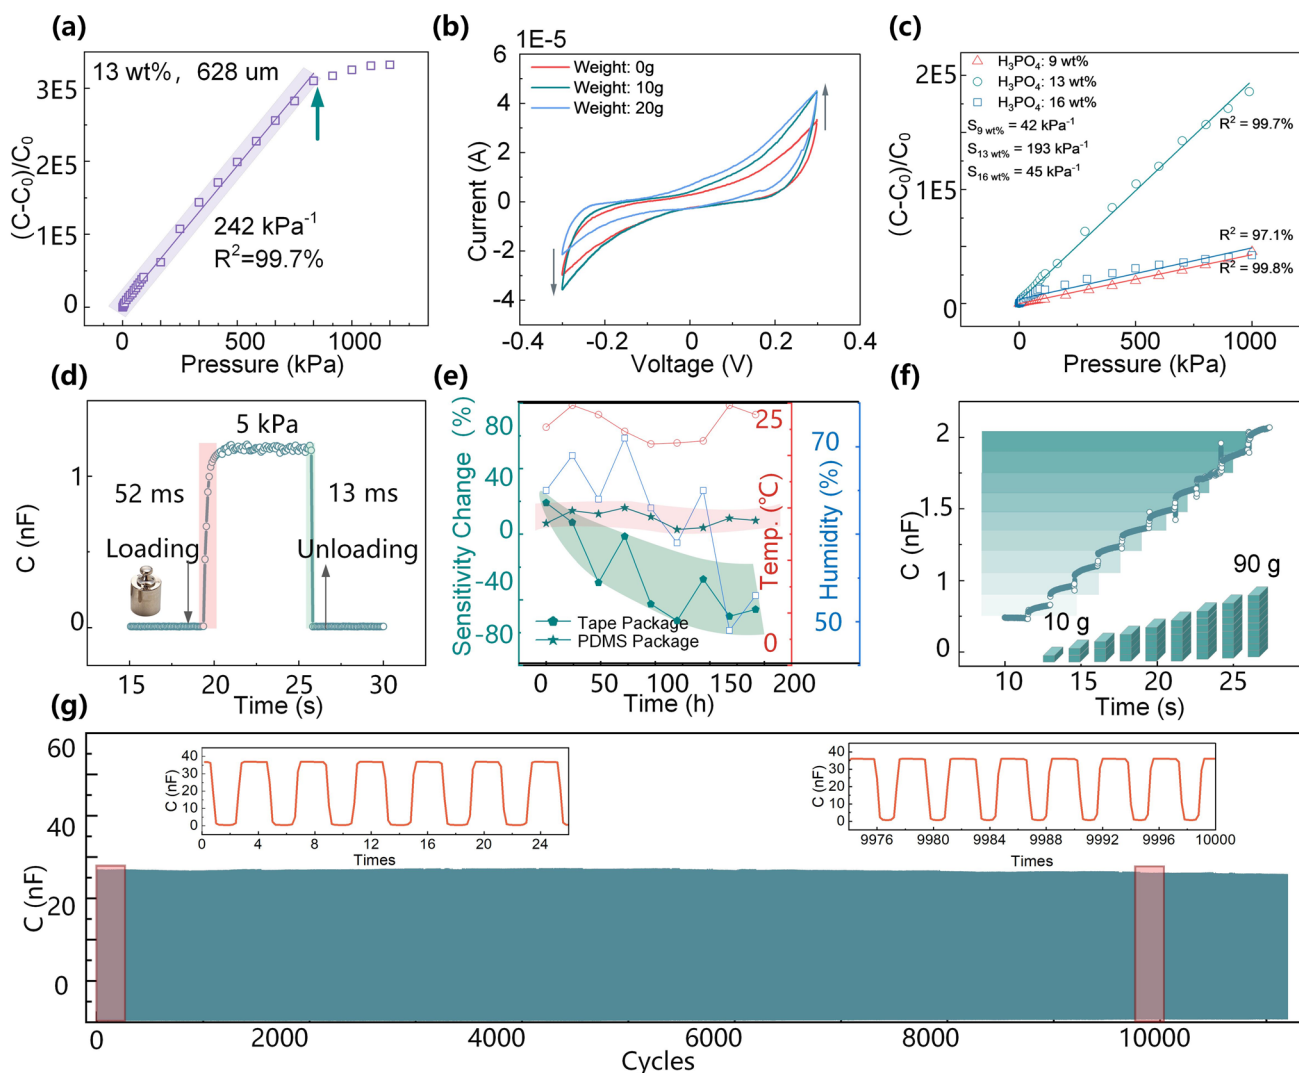 (a)
13 wt%, 628 um
242 kPa⁻¹
R²=99.7%
(C-C₀)/C₀
3E5
2E5
1E5
0
0
500
1000
Pressure (kPa)
(b)
1E-5
Weight: 0g
Weight: 10g
Weight: 20g
Current (A)
6
4
2
0
-2
-4
-0.4
-0.2
0
0.2
0.4
Voltage (V)
(c)
H₃PO₄: 9 wt%
H₃PO₄: 13 wt%
H₃PO₄: 16 wt%
S9 wt% = 42 kPa⁻¹
S13 wt% = 193 kPa⁻¹
S16 wt% = 45 kPa⁻¹
R² = 99.7%
R² = 97.1%
R² = 99.8%
(C-C₀)/C₀
2E5
1E5
0
0
500
1000
Pressure (kPa)
(d)
5 kPa
52 ms
13 ms
Loading
Unloading
C (nF)
1
0
15
20
25
30
Time (s)
(e)
Sensitivity Change (%)
80
40
0
-40
-80
Tape Package
PDMS Package
Temp. (°C)
25
0
Humidity (%)
70
50
0
50
100
150
200
Time (h)
(f)
C (nF)
2
1.5
1
0
10 g
90 g
10
15
20
25
Time (s)
(g)
C (nF)
60
40
20
0
C (nF)
40
30
20
10
0
0
4
8
12
16
20
24
Times
C (nF)
40
30
20
10
0
9976
9980
9984
9988
9992
9996
10000
Times
0
2000
4000
6000
8000
10000
Cycles